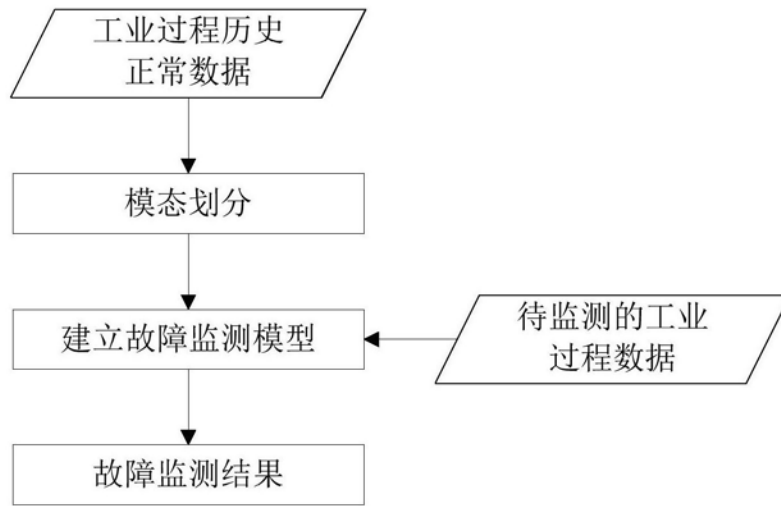 工业过程历史
正常数据
模态划分
建立故障监测模型
待监测的工业
过程数据
故障监测结果